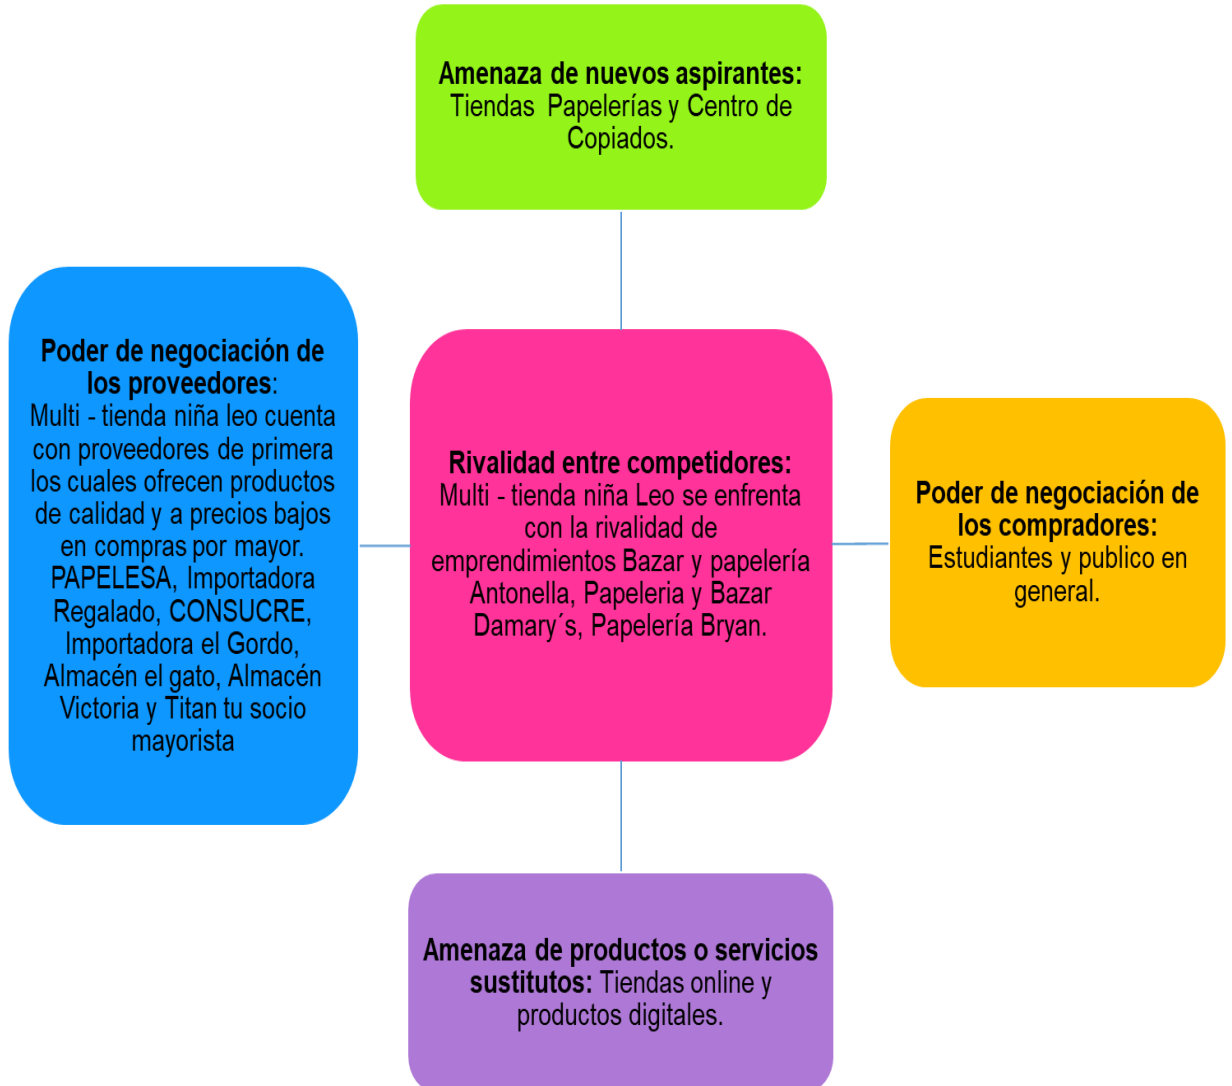 Amenaza de nuevos aspirantes:
Tiendas  Papelerías y Centro de
Copiados.
Poder de negociación de
los proveedores:
Multi - tienda niña leo cuenta
con proveedores de primera
los cuales ofrecen productos
de calidad y a precios bajos
en compras por mayor.
PAPELESA, Importadora
Regalado, CONSUCRE,
Importadora el Gordo,
Almacén el gato, Almacén
Victoria y Titan tu socio
mayorista
Rivalidad entre competidores:
Multi - tienda niña Leo se enfrenta
con la rivalidad de
emprendimientos Bazar y papelería
Antonella, Papeleria y Bazar
Damary´s, Papelería Bryan.
Poder de negociación de
los compradores:
Estudiantes y publico en
general.
Amenaza de productos o servicios
sustitutos: Tiendas online y
productos digitales.